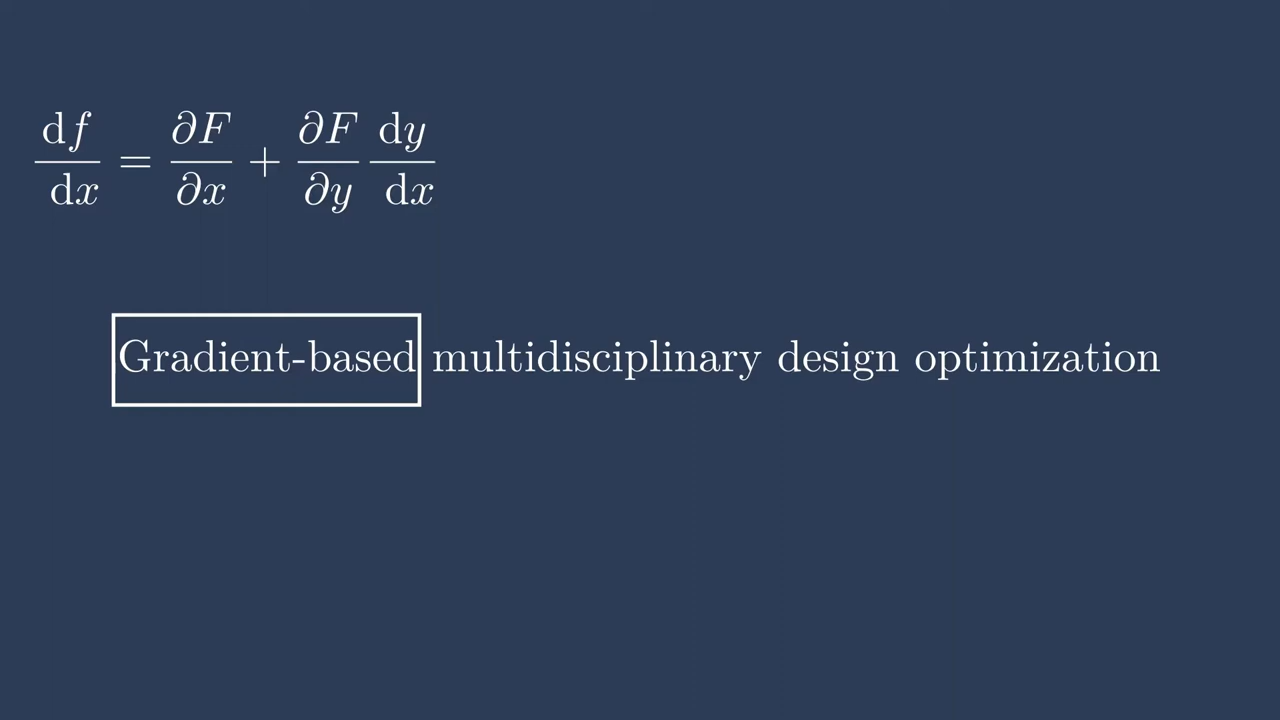 df/dx = ∂F/∂x + ∂F/∂y dy/dx
Gradient-based multidisciplinary design optimization